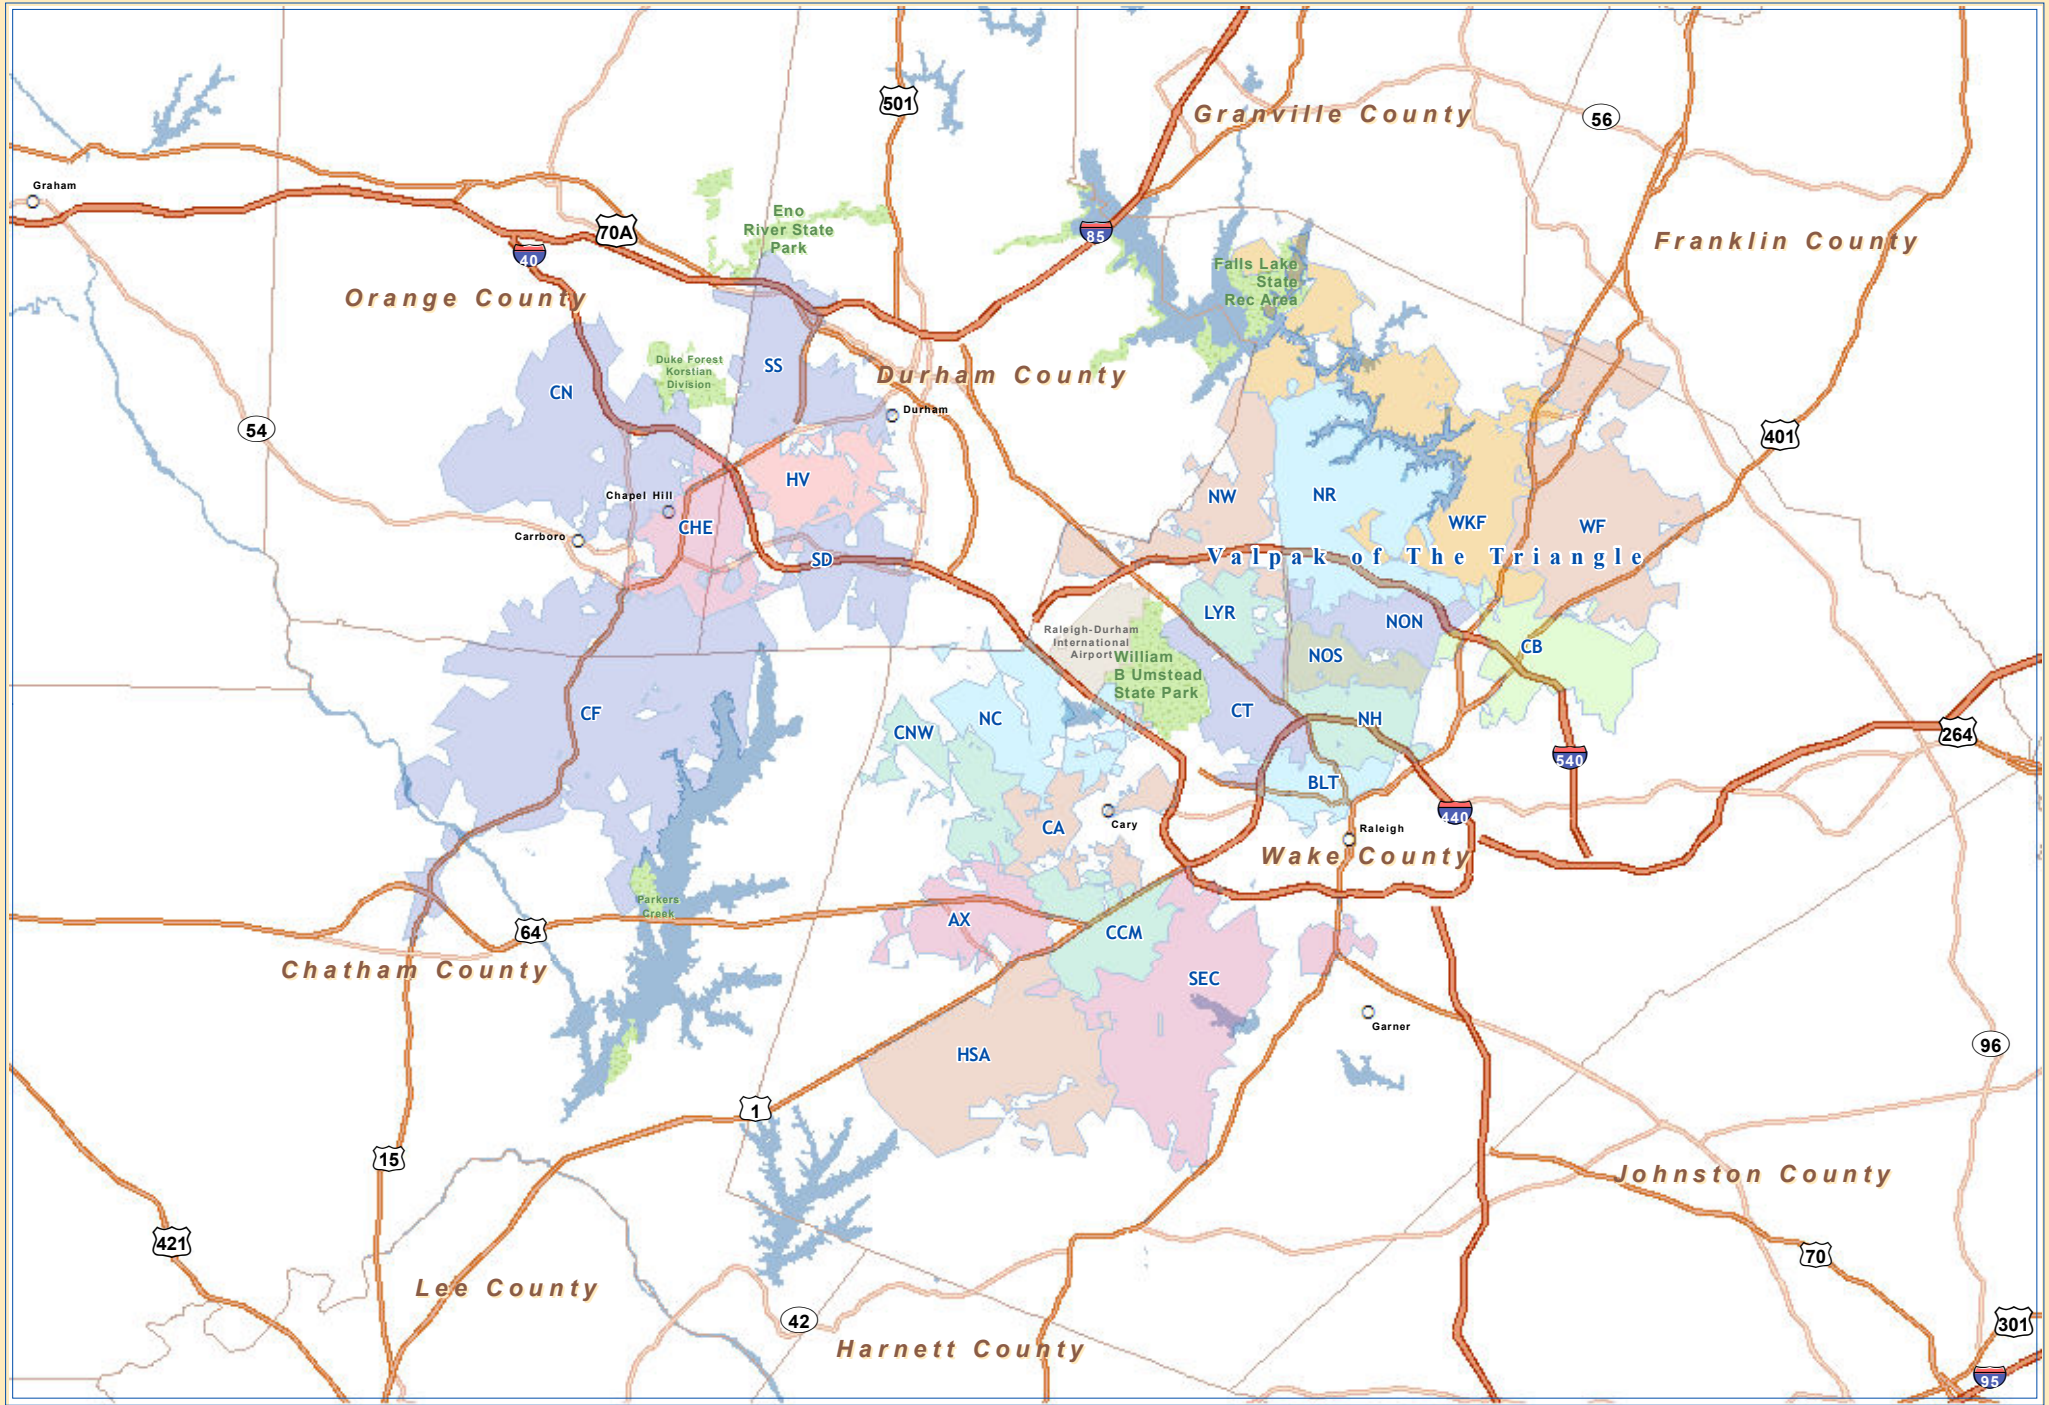 501
Granville County
56
Graham
Eno
River State
Park
70A
85
40
Franklin County
Falls Lake
State
Rec Area
Orange County
Duke Forest
Korstian
Division
SS
Durham County
CN
Durham
54
401
HV
NW
NR
Chapel Hill
CHE
WKF
WF
Carrboro
SD
Valpak of The Triangle
LYR
NON
Raleigh-Durham
International
Airport
NOS
CB
William
B Umstead
State Park
CF
CT
NC
NH
CNW
264
540
BLT
440
CA
Cary
Raleigh
Wake County
Parkers
Creek
AX
64
CCM
Chatham County
SEC
Garner
HSA
96
1
15
Johnston County
421
70
Lee County
42
301
Harnett County
95